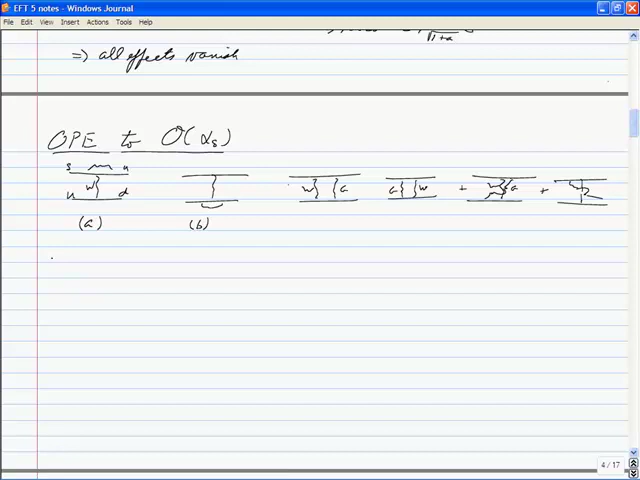 EFT 5 notes - Windows Journal
File Edit View Insert Actions Tools Help
√1+a
⇒ all effects vanish
OPE to O(αs)
s u
u w d w a a w + w a +
(a) (b)
4 / 17